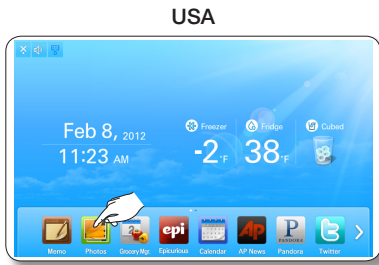 USA
Feb 8, 2012
11:23 AM
Freezer
-2°F
Fridge
38°F
Cubed
epi
AP
P
PANDORA
Memo
Photos
Grocery Mgr.
Epicurious
Calendar
AP News
Pandora
Twitter